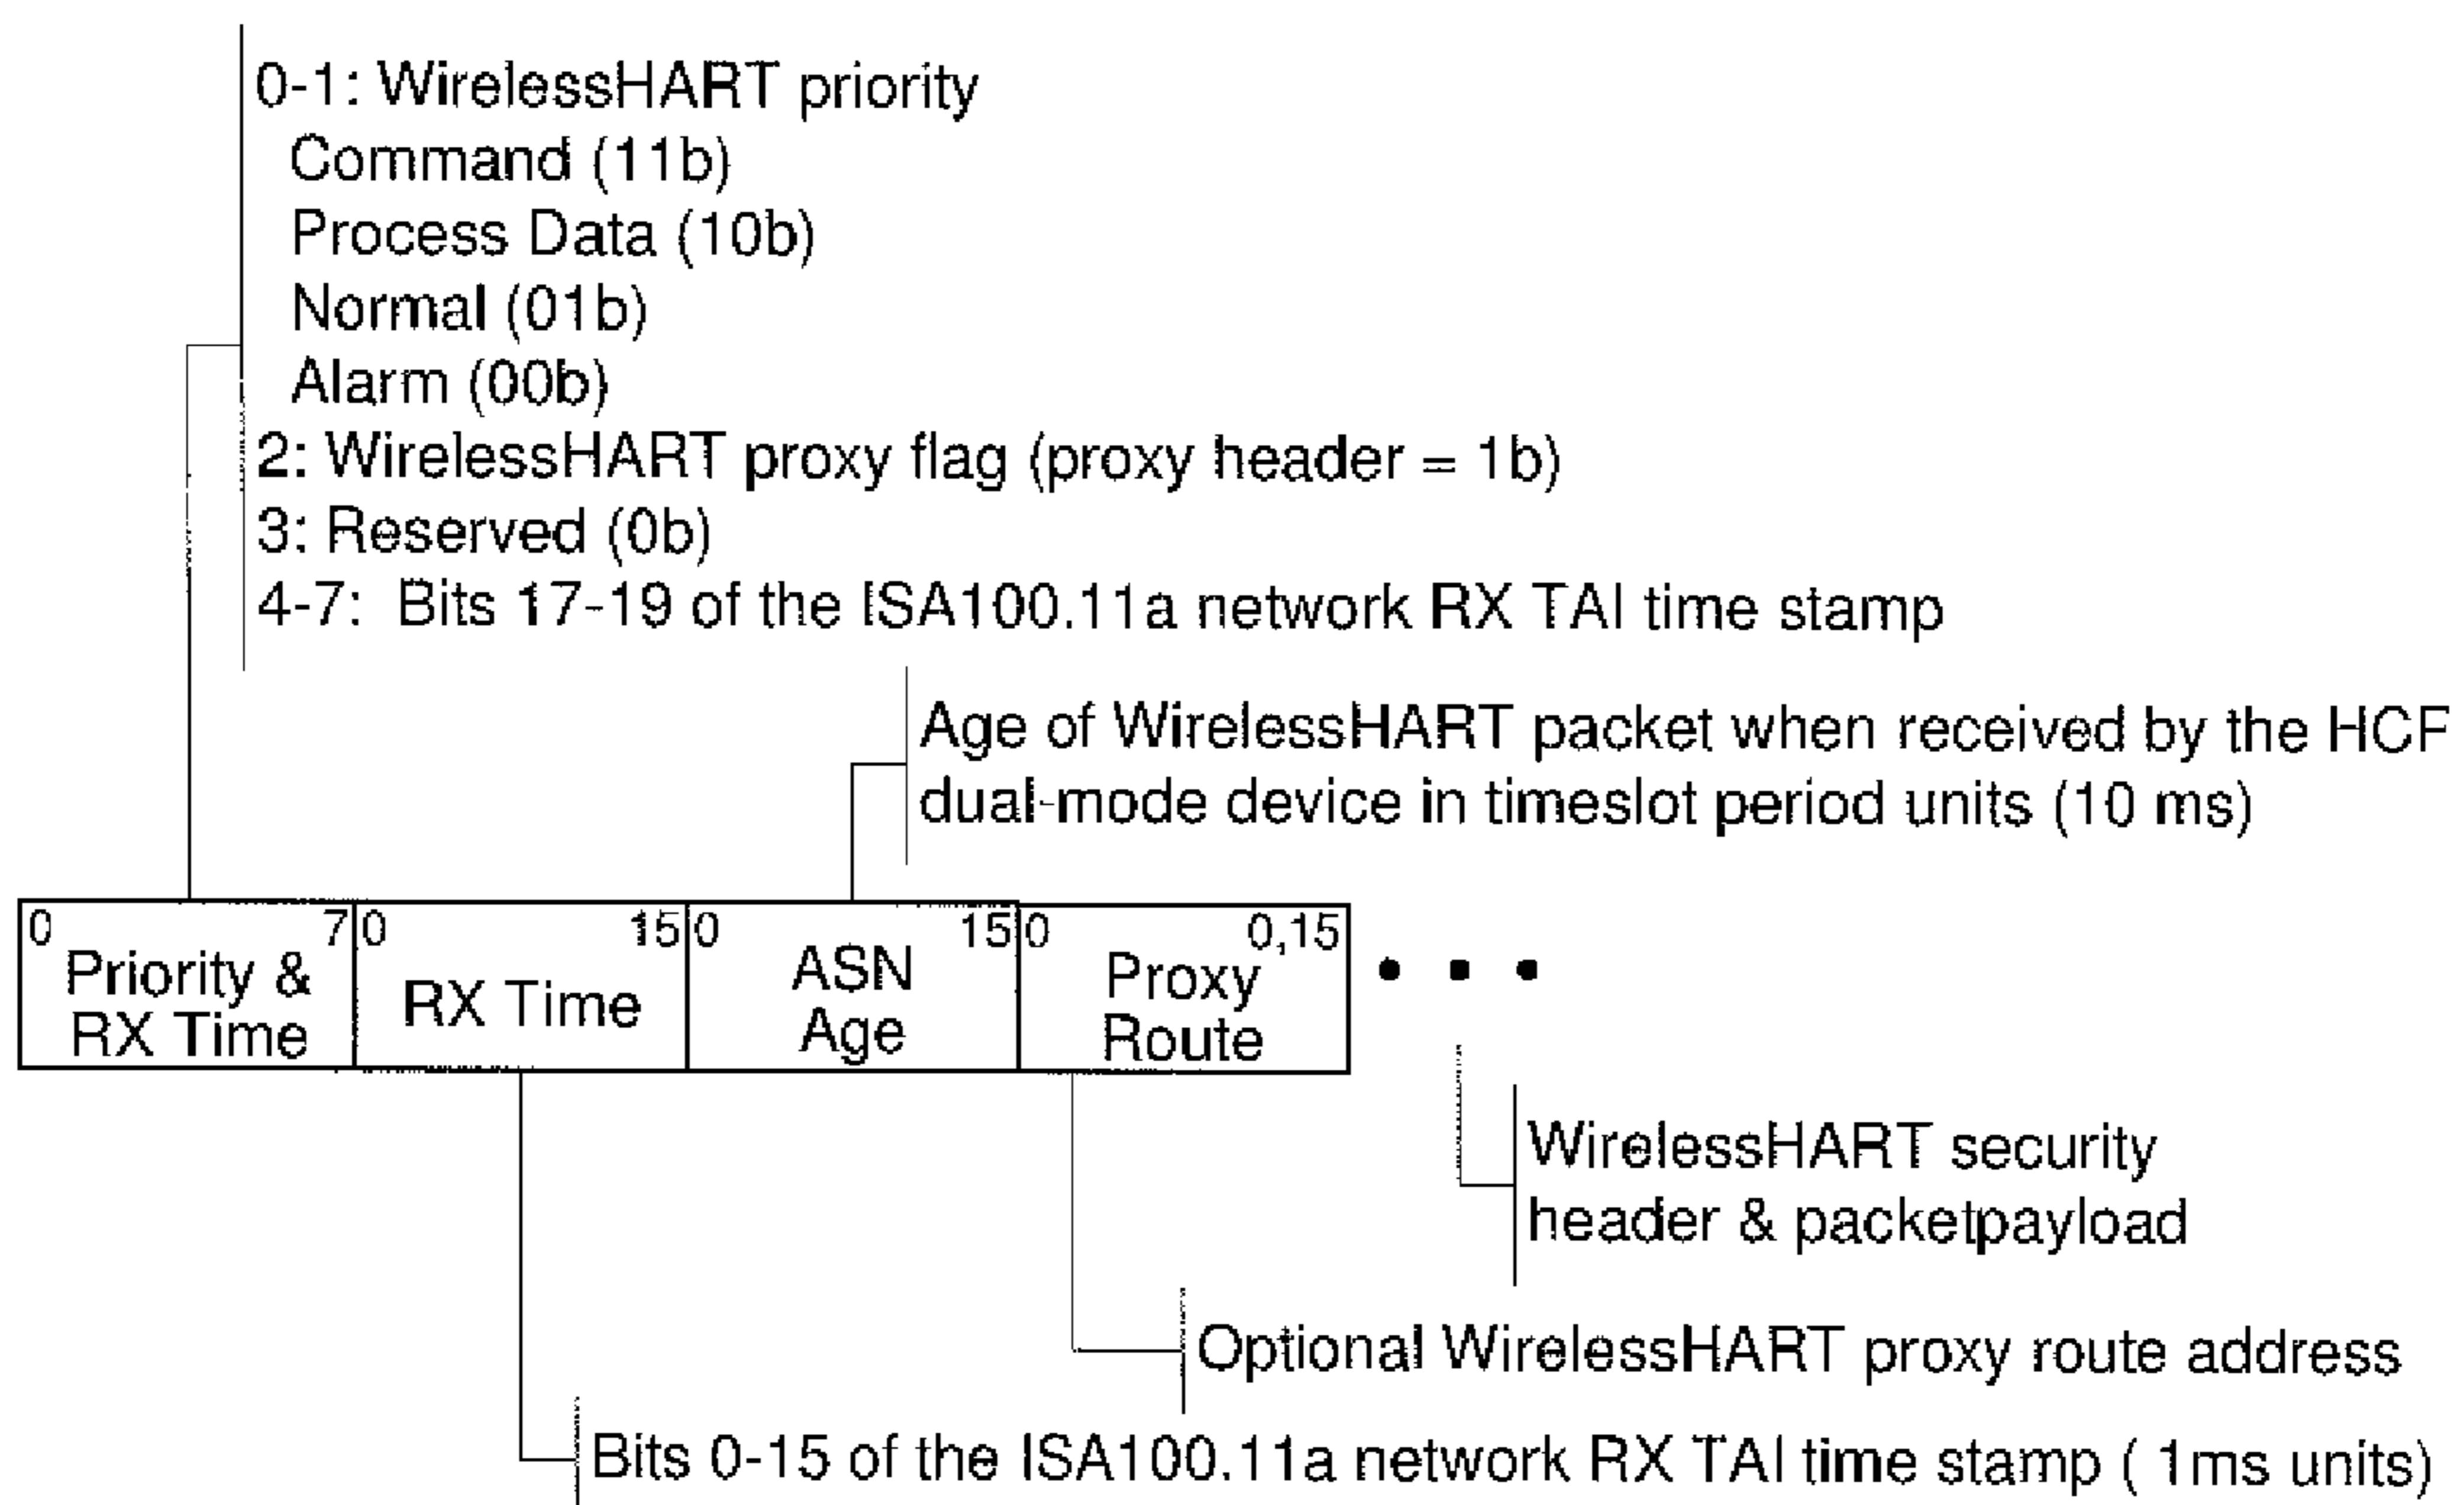 0-1: WirelessHART priority
Command (11b)
Process Data (10b)
Normal (01b)
Alarm (00b)
2: WirelessHART proxy flag (proxy header = 1b)
3: Reserved (0b)
4-7: Bits 17-19 of the ISA100.11a network RX TAI time stamp
Age of WirelessHART packet when received by the HCF
dual-mode device in timeslot period units (10 ms)
0 7 0 15 0 15 0 0,15
Priority &
RX Time
RX Time
ASN
Age
Proxy
Route
WirelessHART security
header & packetpayload
Optional WirelessHART proxy route address
Bits 0-15 of the ISA100.11a network RX TAI time stamp ( 1ms units)